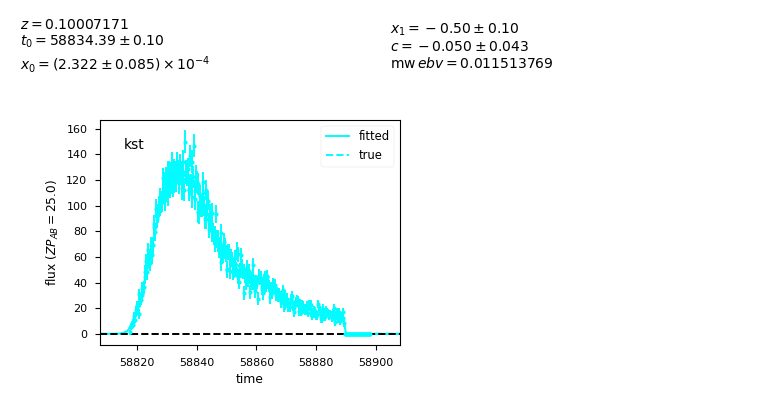 z = 0.10007171
t₀ = 58834.39 ± 0.10
x₀ = (2.322 ± 0.085) × 10⁻⁴
x₁ = −0.50 ± 0.10
c = −0.050 ± 0.043
mw ebv = 0.011513769
kst
fitted
true
160
140
120
100
80
60
40
20
0
flux (ZP_AB = 25.0)
58820 58840 58860 58880 58900
time